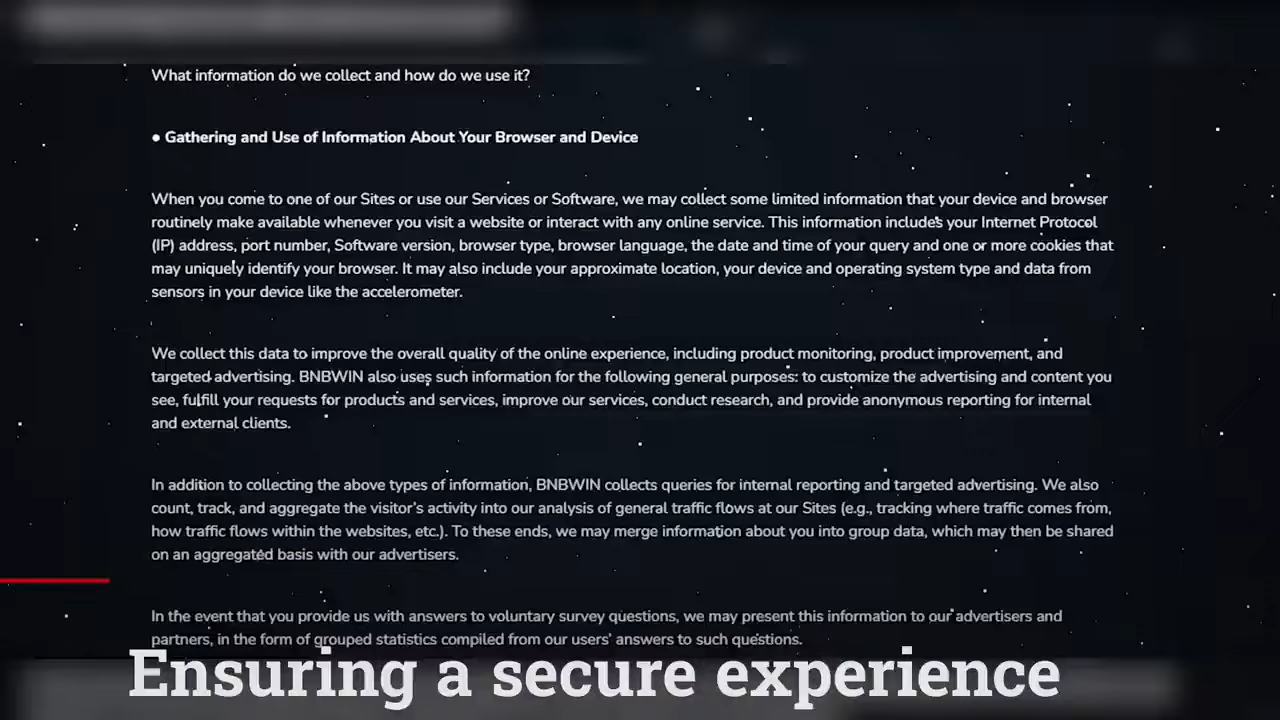 What information do we collect and how do we use it?
● Gathering and Use of Information About Your Browser and Device
When you come to one of our Sites or use our Services or Software, we may collect some limited information that your device and browser
routinely make available whenever you visit a website or interact with any online service. This information includes your Internet Protocol
(IP) address, port number, Software version, browser type, browser language, the date and time of your query and one or more cookies that
may uniquely identify your browser. It may also include your approximate location, your device and operating system type and data from
sensors in your device like the accelerometer.
We collect this data to improve the overall quality of the online experience, including product monitoring, product improvement, and
targeted advertising. BNBWIN also uses such information for the following general purposes: to customize the advertising and content you
see, fulfill your requests for products and services, improve our services, conduct research, and provide anonymous reporting for internal
and external clients.
In addition to collecting the above types of information, BNBWIN collects queries for internal reporting and targeted advertising. We also
count, track, and aggregate the visitor's activity into our analysis of general traffic flows at our Sites (e.g., tracking where traffic comes from,
how traffic flows within the websites, etc.). To these ends, we may merge information about you into group data, which may then be shared
on an aggregated basis with our advertisers.
In the event that you provide us with answers to voluntary survey questions, we may present this information to our advertisers and
partners, in the form of grouped statistics compiled from our users' answers to such questions.
Ensuring a secure experience